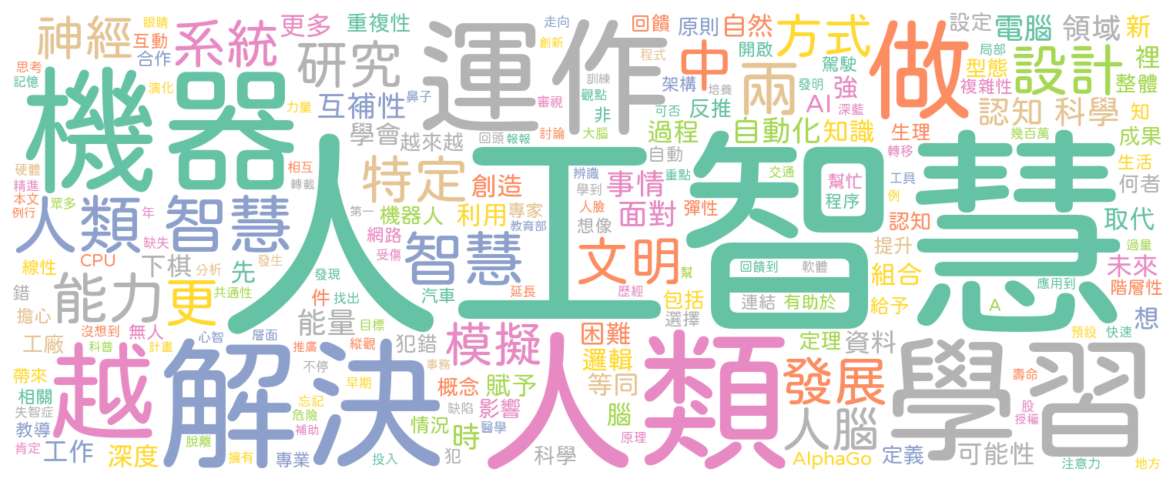 神經
眼睛
互動
合作
系統
更多
重複性
研究
運作
走向
創新
程式
回饋
原則
自然
中
開啟
方式
做
設定
電腦
領域
新
設計
裡
型態
局部
複雜性
整體
思考
記憶
演化
機器
力量
鼻子
互補性
訓練
觀點
審視
培養
架構
兩
駕駛
發明
AI
強
深藍
可否
反推
非
認知
科學
知
幾百萬
成果
學會
越來越
回頭
報報
討論
大腦
過程
自動化
知識
生理
轉移
生活
硬體
精進
本文
例行
眾多
相互
轉載
特定
創造
自動
辨識
學到
事情
重點
交通
幫忙
程序
工具
例
何者
人工智慧
人類
智慧
年
缺失
第一
機器人
利用
專家
教育部
人臉
想像
面對
彈性
認知
取代
過量
CPU
線性
下棋
分析
先
發生
共通性
發現
網路
受傷
智慧
文明
幫
回饋到
軟體
提升
組合
未來
階層性
應用到
錯
擔心
能力
更
件
找出
能量
目標
汽車
延長
歷經
包括
選擇
連結
有助於
給予
A
想
工廠
沒想到
科普
無人
計畫
心智
層面
推廣
縱觀
犯錯
模擬
困難
邏輯
定理
資料
預設
快速
帶來
相關
失智症
教導
肯定
工作
越
解決
不停
早期
概念
事務
賦予
等同
人類
發展
學習
壽命
股
授權
深度
脫離
擁有
專業
忘記
危險
補助
投入
情況
缺陷
影響
醫學
時
犯
科學
腦
原理
人腦
AlphaGo
定義
可能性
注意力
地方